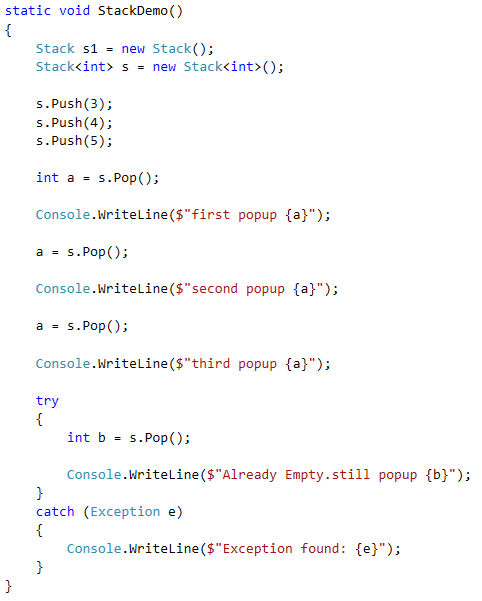 static void StackDemo()
{
    Stack s1 = new Stack();
    Stack<int> s = new Stack<int>();

    s.Push(3);
    s.Push(4);
    s.Push(5);

    int a = s.Pop();

    Console.WriteLine($"first popup {a}");

    a = s.Pop();

    Console.WriteLine($"second popup {a}");

    a = s.Pop();

    Console.WriteLine($"third popup {a}");

    try
    {
        int b = s.Pop();

        Console.WriteLine($"Already Empty.still popup {b}");
    }
    catch (Exception e)
    {
        Console.WriteLine($"Exception found: {e}");
    }
}